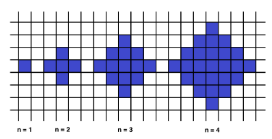 n = 1 n = 2 n = 3 n = 4